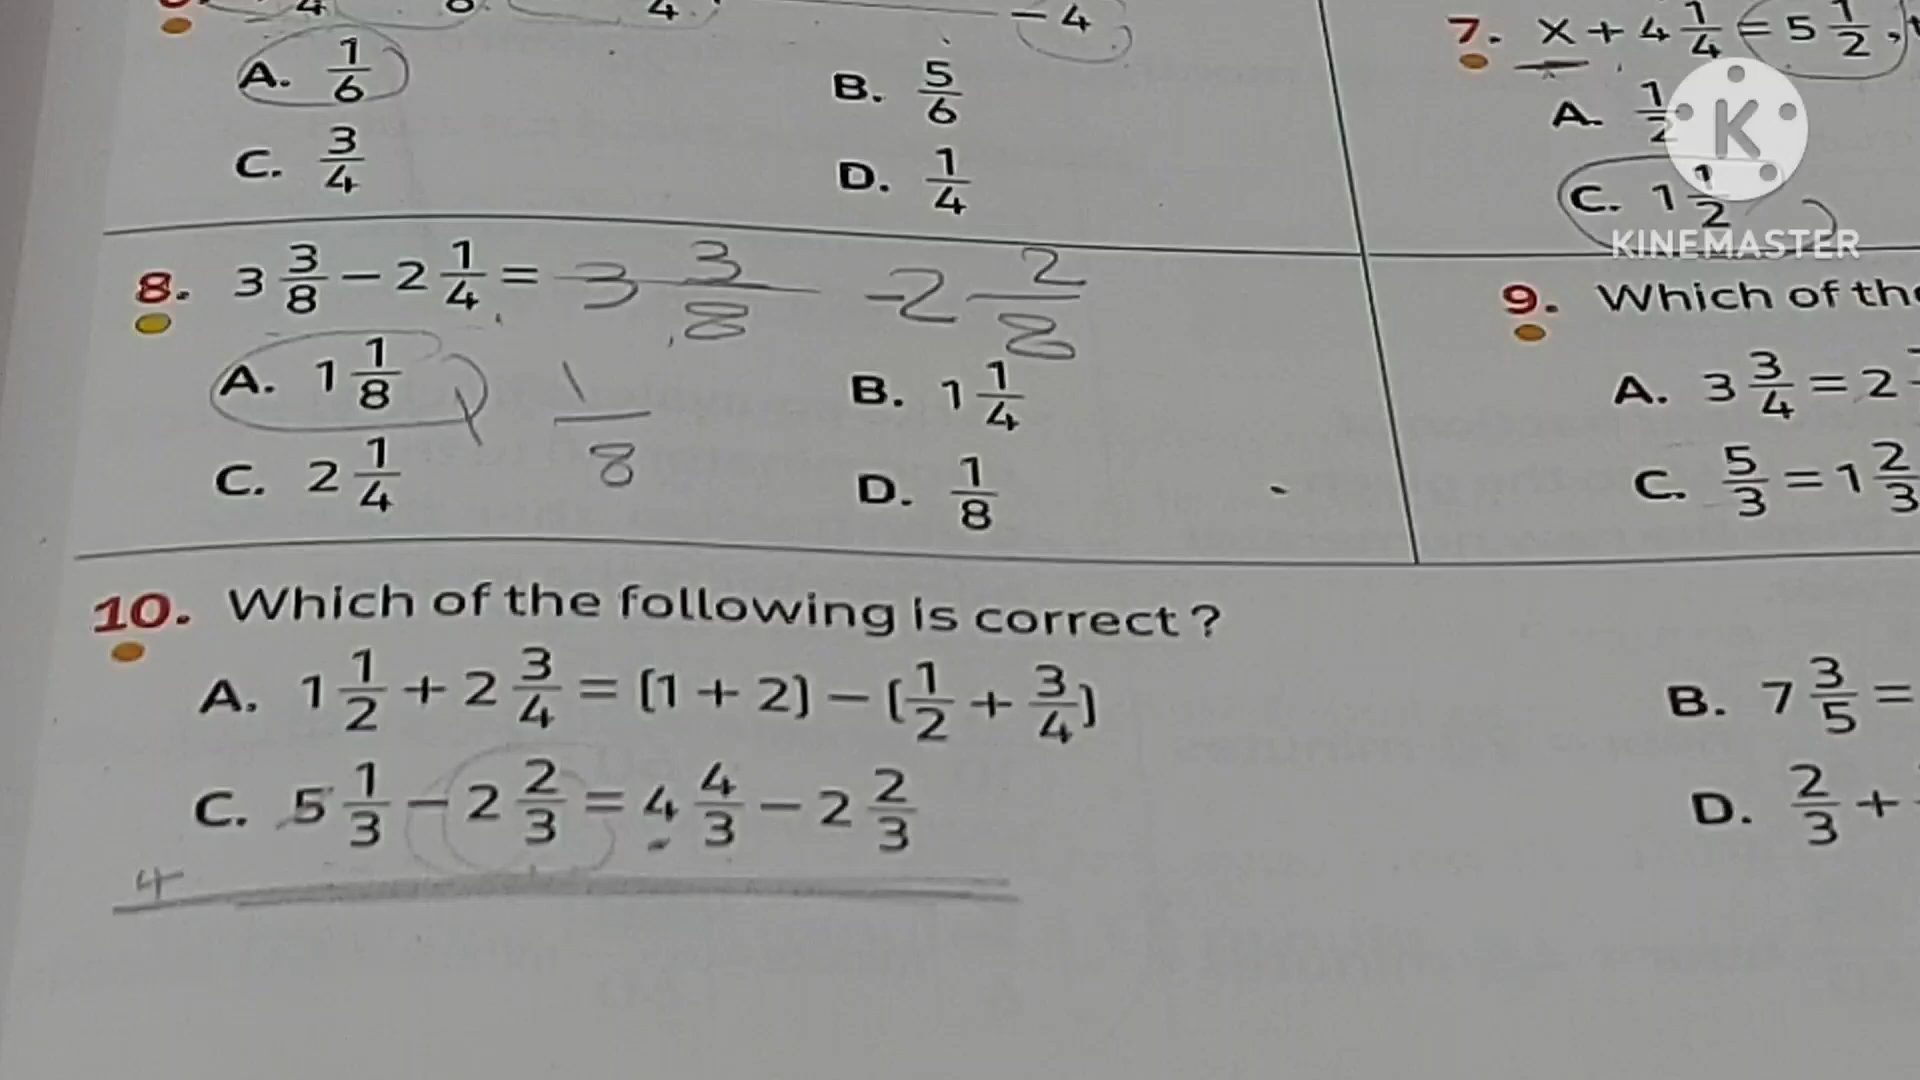 4 8 4 - 4
A. 1/6 B. 5/6
C. 3/4 D. 1/4
7. x + 4 1/4 = 5 1/2,
A. 1/2
C. 1 1/2
K
KINEMASTER
8. 3 3/8 - 2 1/4 = 3 3/8 - 2 2/8
A. 1 1/8 B. 1 1/4
1/8
C. 2 1/4 D. 1/8
9. Which of the
A. 3 3/4 = 2
C. 5/3 = 1 2/3
10. Which of the following is correct ?
A. 1 1/2 + 2 3/4 = (1 + 2) - (1/2 + 3/4)
B. 7 3/5 =
C. 5 1/3 - 2 2/3 = 4 4/3 - 2 2/3
D. 2/3 +
4